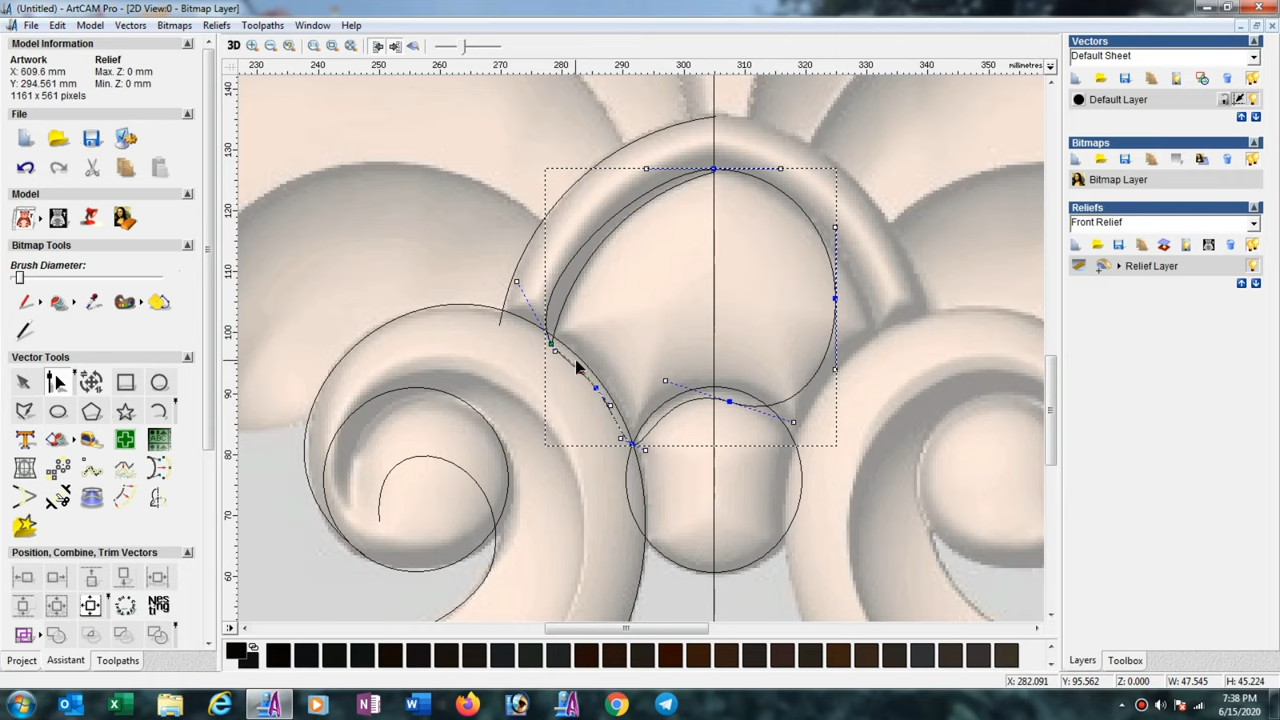 (Untitled) - ArtCAM Pro - [2D View:0 - Bitmap Layer]
File Edit Model Vectors Bitmaps Reliefs Toolpaths Window Help
Model Information
Artwork Relief
X: 609.6 mm Max. Z: 0 mm
Y: 294.561 mm Min. Z: 0 mm
1161 x 561 pixels
File
Model
Bitmap Tools
Brush Diameter:
Vector Tools
Position, Combine, Trim Vectors
Nes
ting
Project Assistant Toolpaths
3D
230 240 250 260 270 280 290 300 310 320 330 340 350 millimetres
140
130
120
110
100
90
80
70
60
Vectors
Default Sheet
Default Layer
Bitmaps
Bitmap Layer
Reliefs
Front Relief
Relief Layer
Layers Toolbox
X: 282.091 Y: 95.562 Z: 0.000 W: 47.545 H: 45.224
7:38 PM
6/15/2020